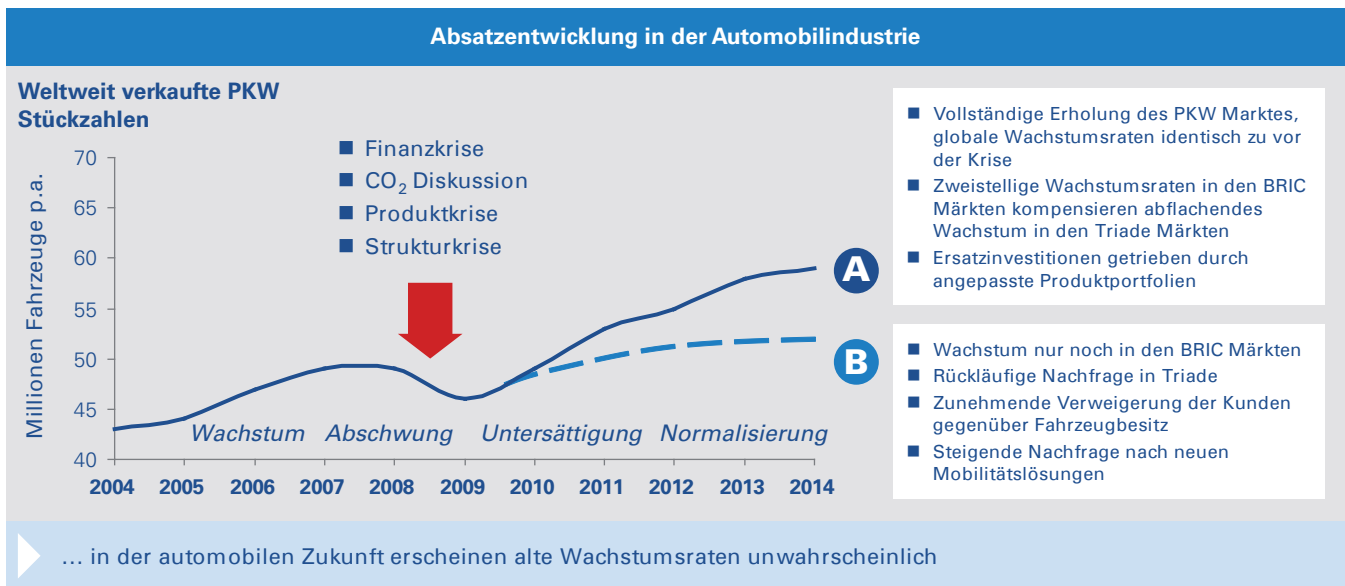 Absatzentwicklung in der Automobilindustrie
Weltweit verkaufte PKW
Stückzahlen
Millionen Fahrzeuge p.a.
70
65
60
55
50
45
40
■ Finanzkrise
■ CO₂ Diskussion
■ Produktkrise
■ Strukturkrise
Wachstum Abschwung Untersättigung Normalisierung
2004 2005 2006 2007 2008 2009 2010 2011 2012 2013 2014
A
■ Vollständige Erholung des PKW Marktes,
globale Wachstumsraten identisch zu vor
der Krise
■ Zweistellige Wachstumsraten in den BRIC
Märkten kompensieren abflachendes
Wachstum in den Triade Märkten
■ Ersatzinvestitionen getrieben durch
angepasste Produktportfolien
B
■ Wachstum nur noch in den BRIC Märkten
■ Rückläufige Nachfrage in Triade
■ Zunehmende Verweigerung der Kunden
gegenüber Fahrzeugbesitz
■ Steigende Nachfrage nach neuen
Mobilitätslösungen
... in der automobilen Zukunft erscheinen alte Wachstumsraten unwahrscheinlich